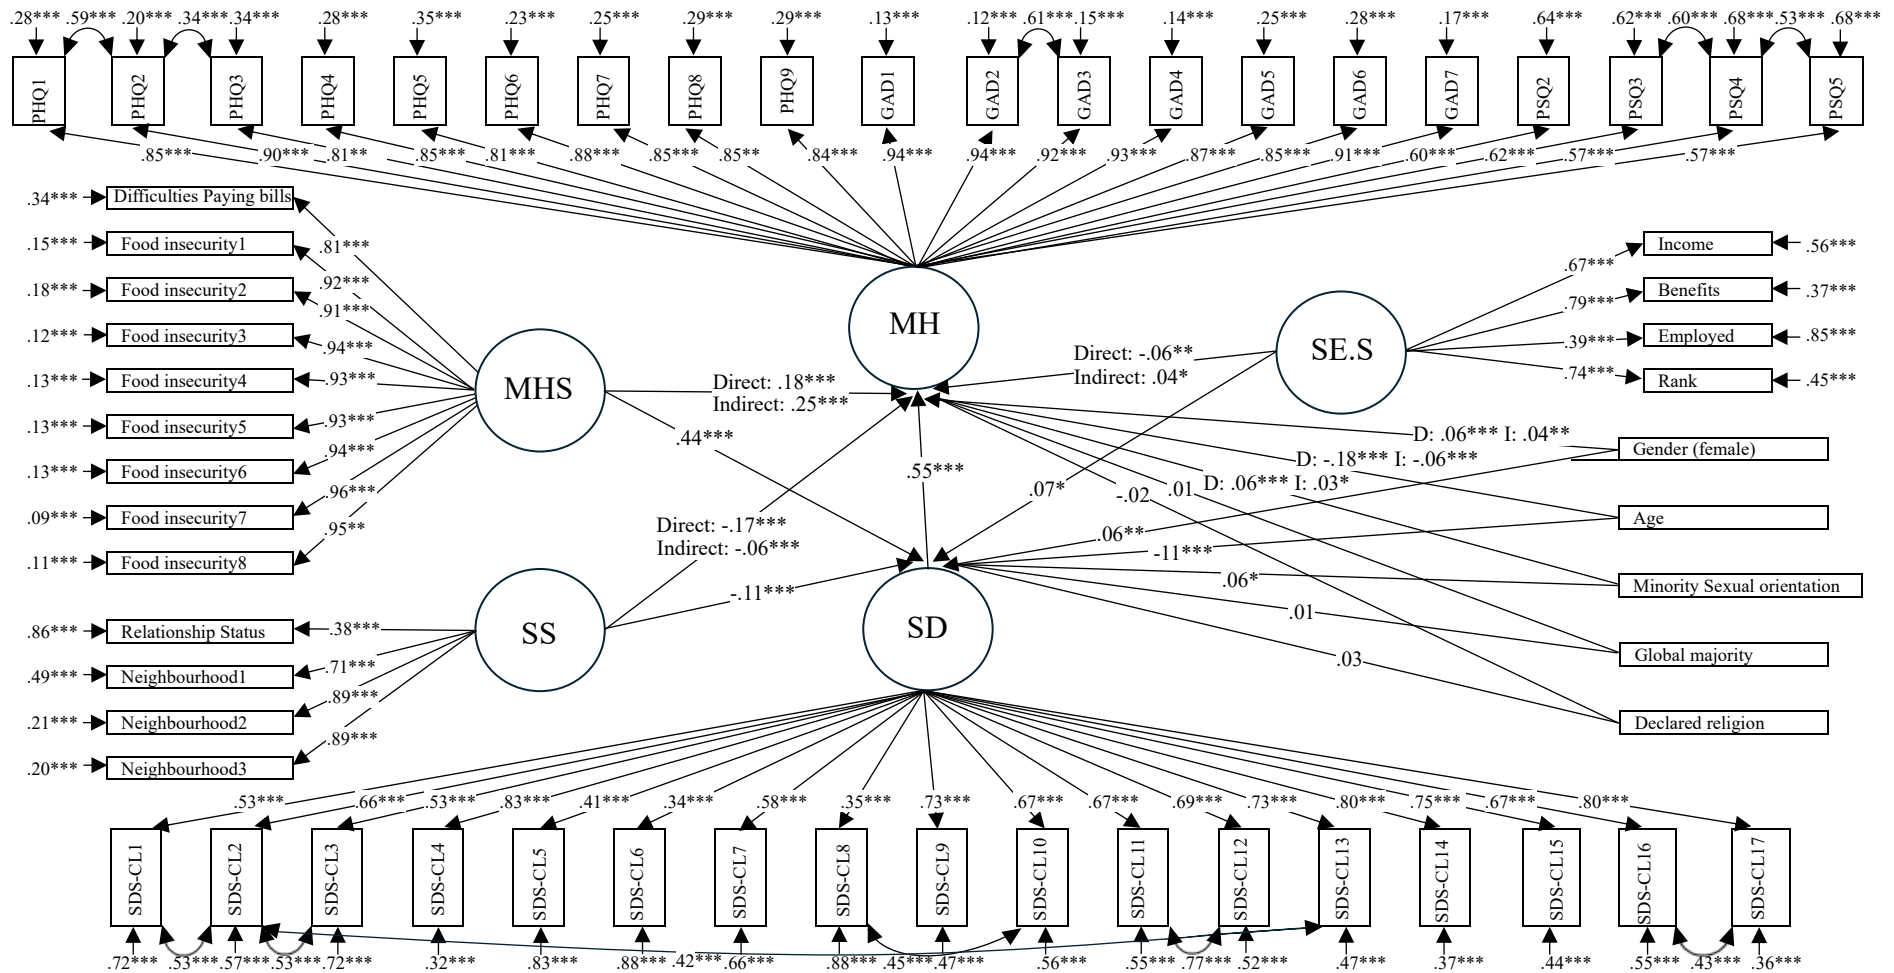 .28*** .59*** .20*** .34*** .34*** .28*** .35*** .23*** .25*** .29*** .29*** .13*** .12*** .61*** .15*** .14*** .25*** .28*** .17*** .64*** .62*** .60*** .68*** .53*** .68***
PHQ1 PHQ2 PHQ3 PHQ4 PHQ5 PHQ6 PHQ7 PHQ8 PHQ9 GAD1 GAD2 GAD3 GAD4 GAD5 GAD6 GAD7 PSQ2 PSQ3 PSQ4 PSQ5
.85*** .90*** .81** .85*** .81*** .88*** .85*** .85** .84*** .94*** .94*** .92*** .93*** .87*** .85*** .91*** .60*** .62*** .57*** .57***
.34*** Difficulties Paying bills
.15*** Food insecurity1 .81***
.18*** Food insecurity2 .92***
.12*** Food insecurity3 .91***
.13*** Food insecurity4 .94***
.13*** Food insecurity5 .93***
.13*** Food insecurity6 .93***
.09*** Food insecurity7 .94***
.11*** Food insecurity8 .96***
.95**
MHS
MH
SE.S
.67*** Income .56***
.79*** Benefits .37***
.39*** Employed .85***
.74*** Rank .45***
Direct: -.06**
Indirect: .04*
Direct: .18***
Indirect: .25***
.44***
.55***
.07*
D: .06*** I: .04**
Gender (female)
D: -.18*** I: -.06***
D: .06*** I: .03*
-.02 .01
Age
Direct: -.17***
Indirect: -.06***
.06**
-11***
.06*
Minority Sexual orientation
-.11***
.01
Global majority
.03
Declared religion
SS
SD
.86*** Relationship Status .38***
.49*** Neighbourhood1 .71***
.21*** Neighbourhood2 .89***
.20*** Neighbourhood3 .89***
.53*** .66*** .53*** .83*** .41*** .34*** .58*** .35*** .73*** .67*** .67*** .69*** .73*** .80*** .75*** .67*** .80***
SDS-CL1 SDS-CL2 SDS-CL3 SDS-CL4 SDS-CL5 SDS-CL6 SDS-CL7 SDS-CL8 SDS-CL9 SDS-CL10 SDS-CL11 SDS-CL12 SDS-CL13 SDS-CL14 SDS-CL15 SDS-CL16 SDS-CL17
.72*** .53*** .57*** .53*** .72*** .32*** .83*** .88*** .42*** .66*** .88*** .45*** .47*** .56*** .55*** .77*** .52*** .47*** .37*** .44*** .55*** .43*** .36***